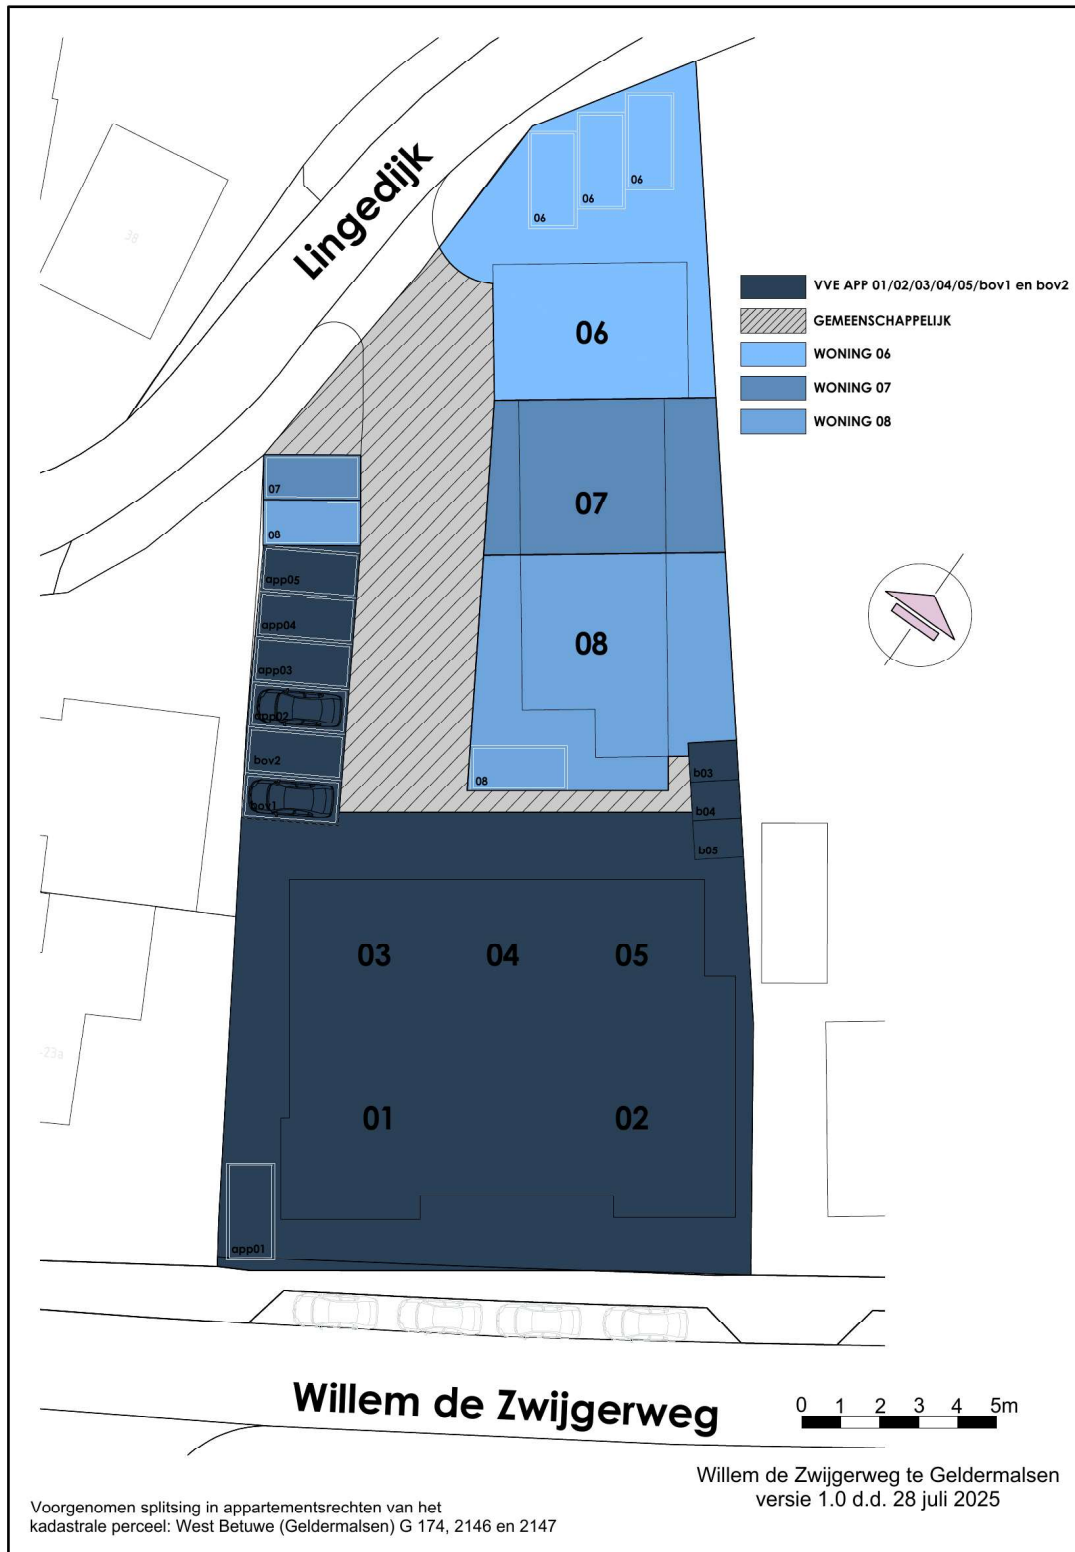 Lingedijk
38
06
06
06
06
07
08
07
08
app05
app04
app03
app02
bov2
bov1
08
b03
b04
b05
03 04 05
01 02
app01
-23a
VVE APP 01/02/03/04/05/bov1 en bov2
GEMEENSCHAPPELIJK
WONING 06
WONING 07
WONING 08
Willem de Zwijgerweg
0 1 2 3 4 5m
Willem de Zwijgerweg te Geldermalsen
versie 1.0 d.d. 28 juli 2025
Voorgenomen splitsing in appartementsrechten van het
kadastrale perceel: West Betuwe (Geldermalsen) G 174, 2146 en 2147